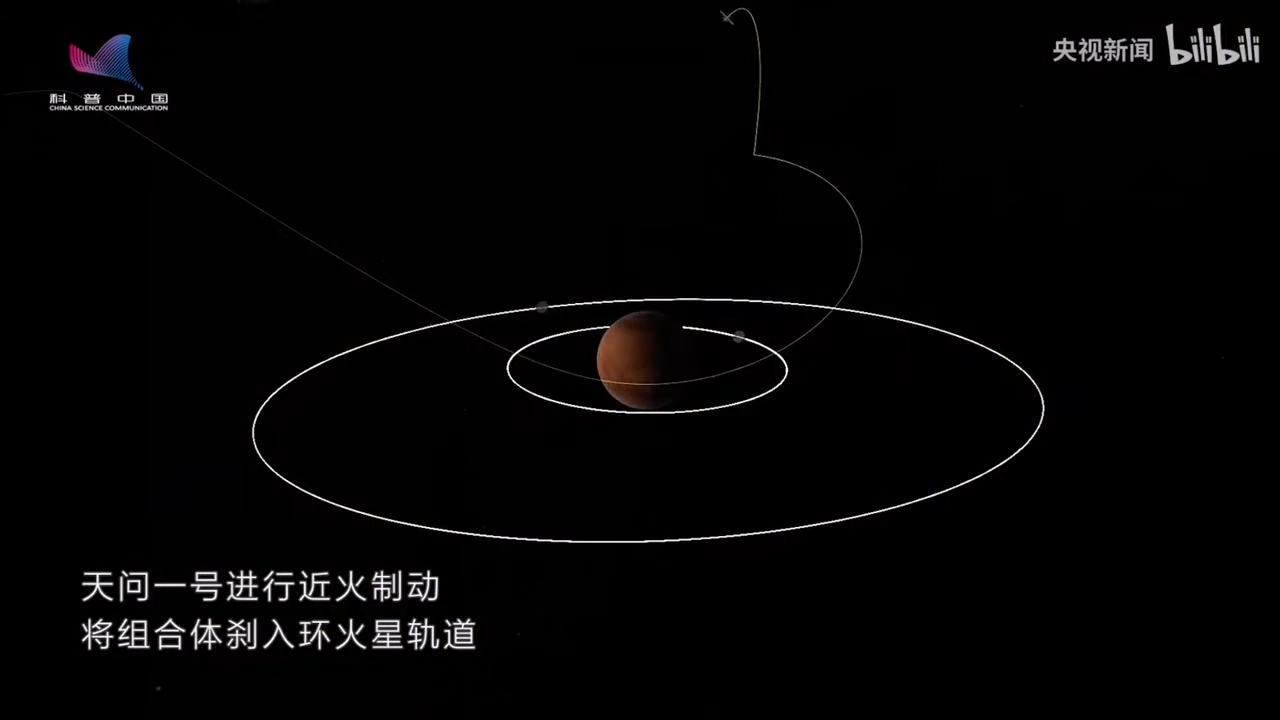 科普中国
CHINA SCIENCE COMMUNICATION
央视新闻 bilibili
天问一号进行近火制动
将组合体刹入环火星轨道